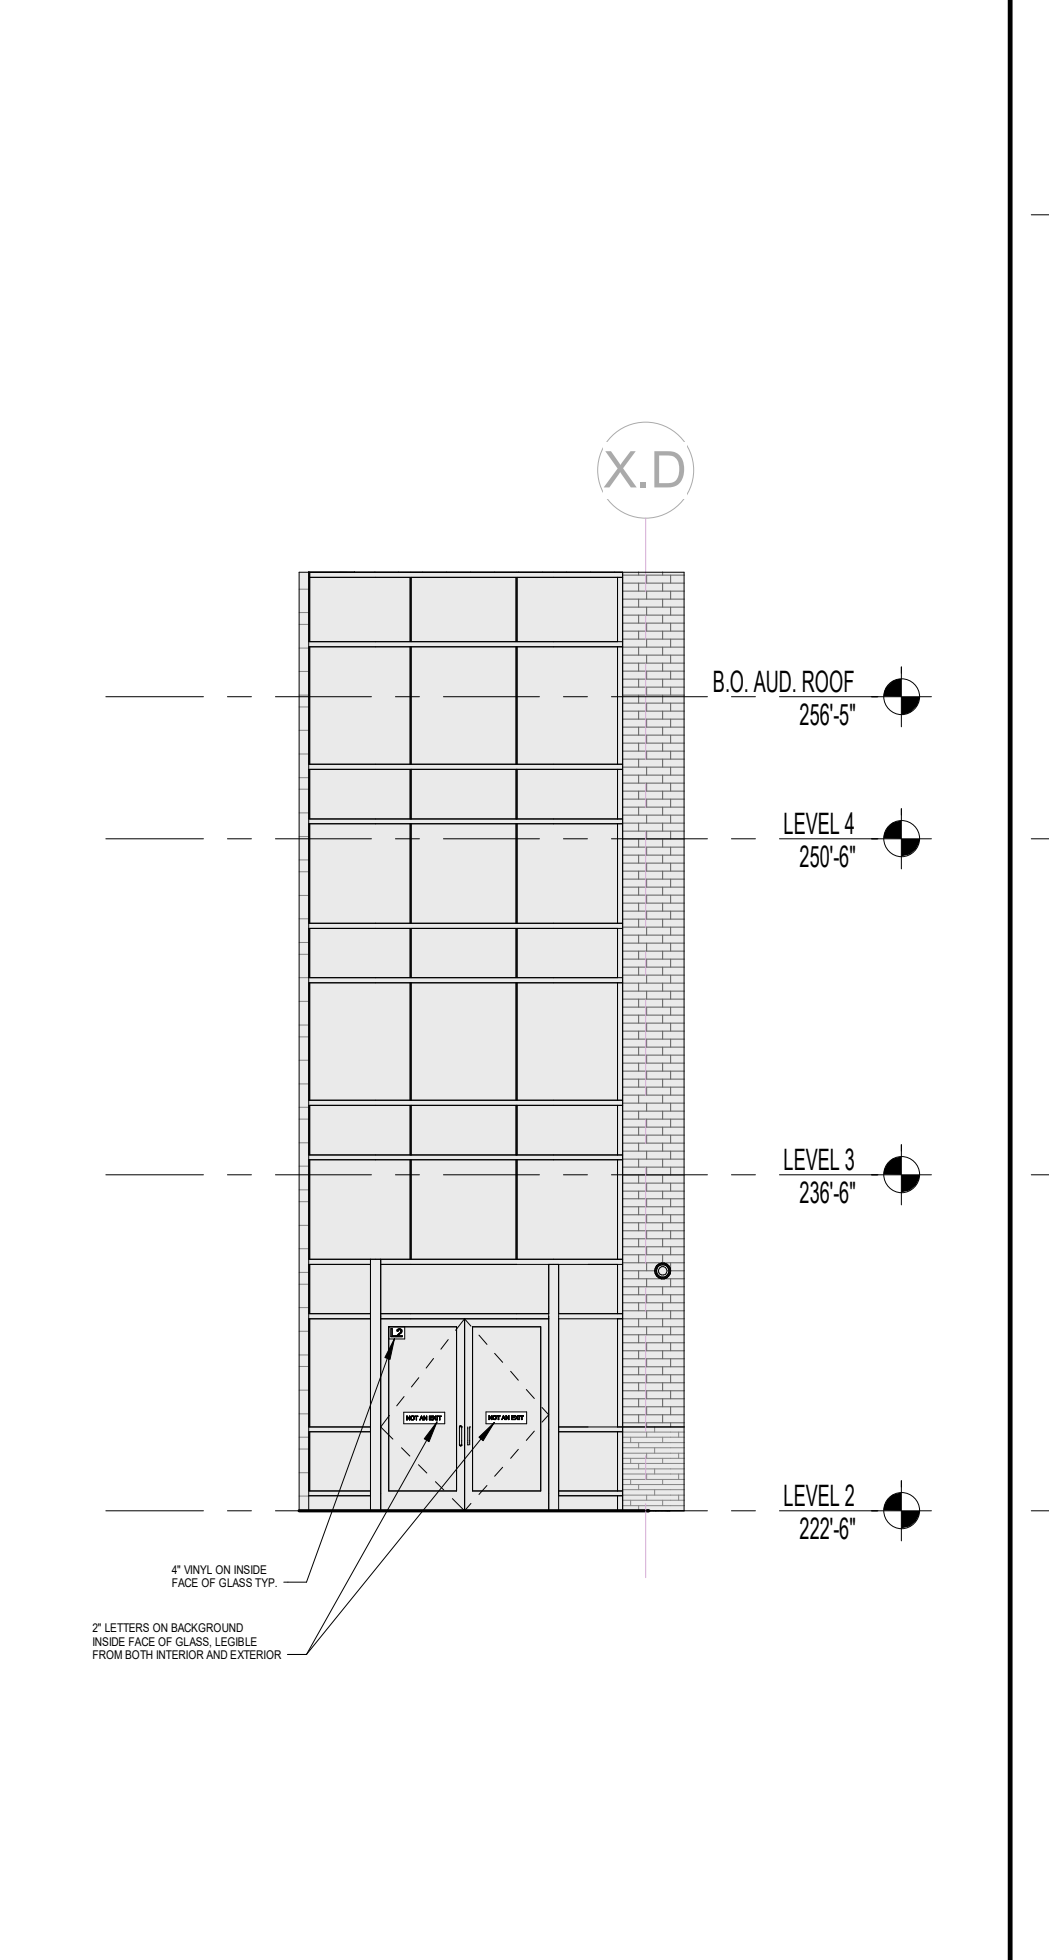 X.D
B.O. AUD. ROOF
256'-5"
LEVEL 4
250'-6"
LEVEL 3
236'-6"
L2
NOT AN EXIT
NOT AN EXIT
LEVEL 2
222'-6"
4" VINYL ON INSIDE
FACE OF GLASS TYP.
2" LETTERS ON BACKGROUND
INSIDE FACE OF GLASS, LEGIBLE
FROM BOTH INTERIOR AND EXTERIOR